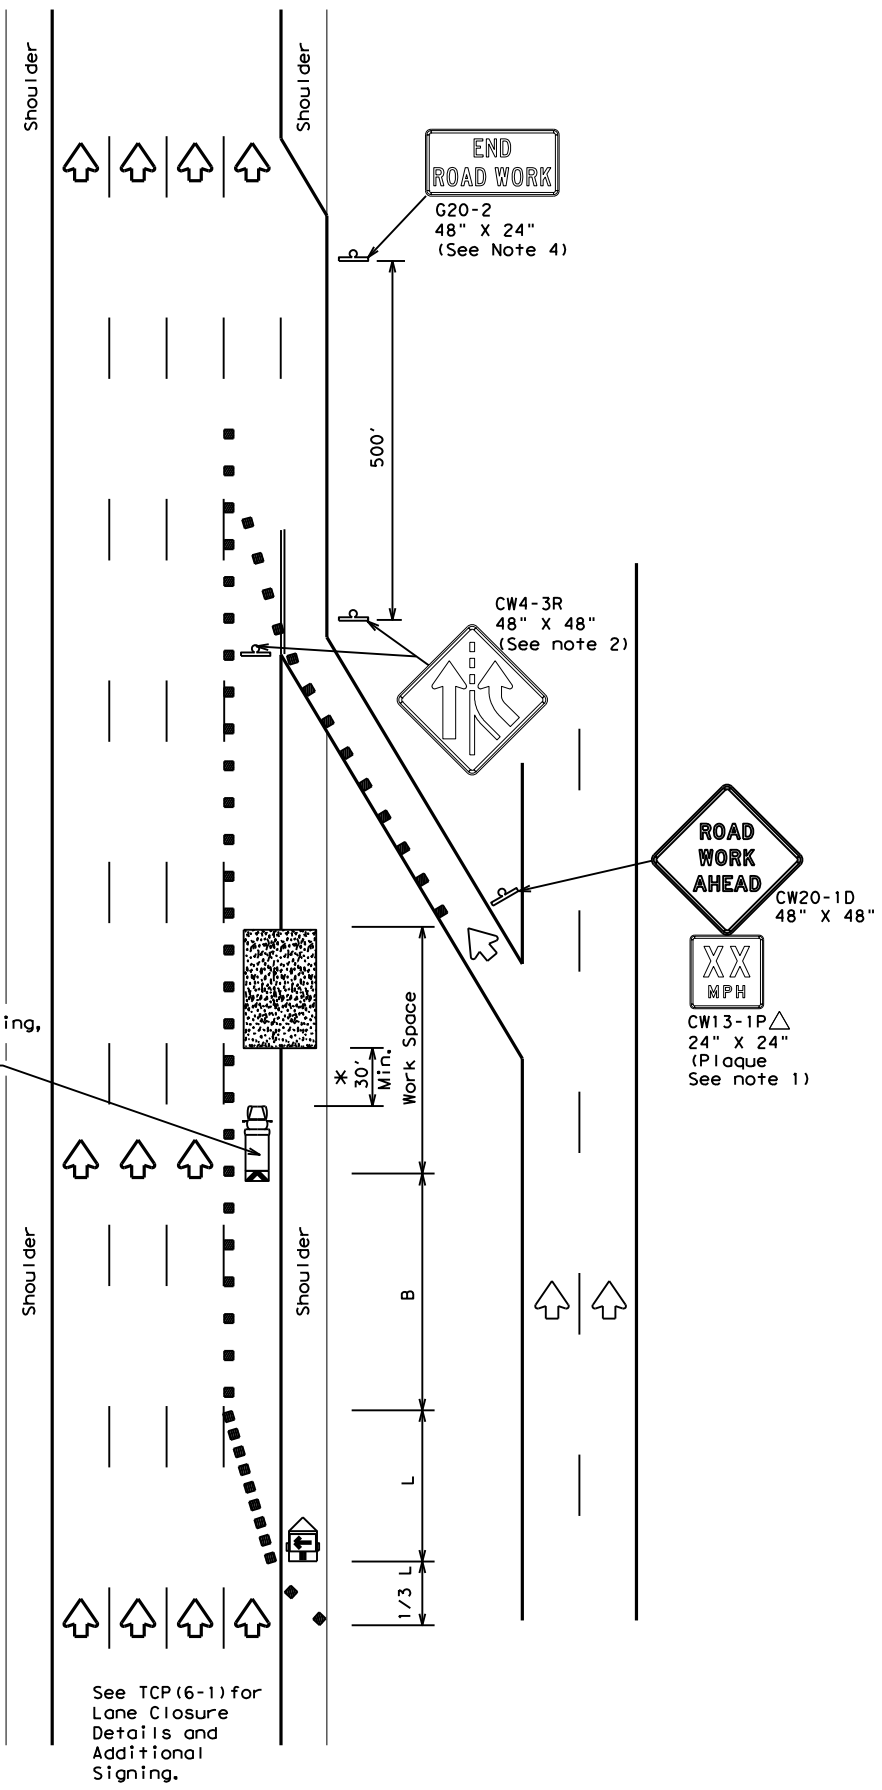 Shoulder
Shoulder
END
ROAD WORK
G20-2
48" X 24"
(See Note 4)
500'
CW4-3R
48" X 48"
(See note 2)
ROAD
WORK
AHEAD
CW20-1D
48" X 48"
XX
MPH
CW13-1P△
24" X 24"
(Plaque
See note 1)
ing,
* 30' Min.
Work Space
Shoulder
Shoulder
B
L
1/3 L
See TCP(6-1)for
Lane Closure
Details and
Additional
Signing.